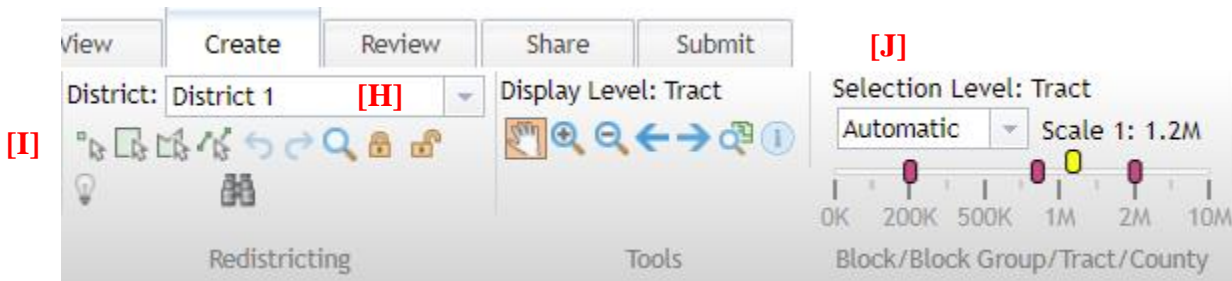 View Create Review Share Submit [J]
District: District 1 [H] Display Level: Tract Selection Level: Tract
[I] Automatic Scale 1: 1.2M
0K 200K 500K 1M 2M 10M
Redistricting Tools Block/Block Group/Tract/County